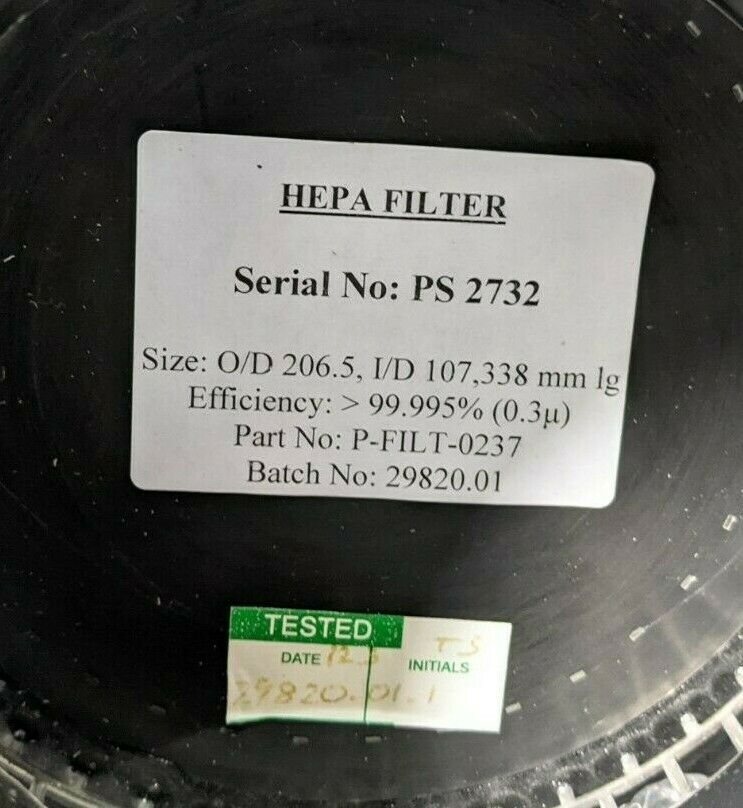 HEPA FILTER
Serial No: PS 2732
Size: O/D 206.5, I/D 107,338 mm lg
Efficiency: > 99.995% (0.3µ)
Part No: P-FILT-0237
Batch No: 29820.01
TESTED
DATE INITIALS TS
29820.01.1